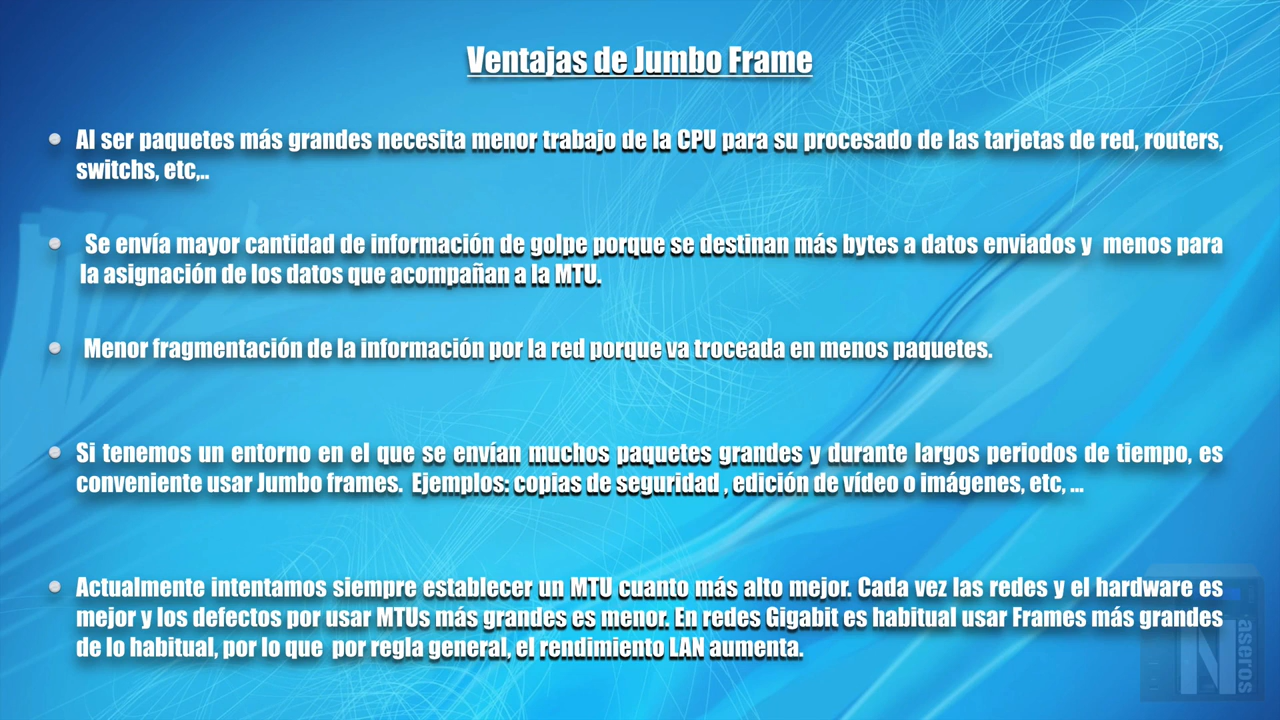 Ventajas de Jumbo Frame
Al ser paquetes más grandes necesita menor trabajo de la CPU para su procesado de las tarjetas de red, routers,
switchs, etc,..
Se envía mayor cantidad de información de golpe porque se destinan más bytes a datos enviados y menos para
la asignación de los datos que acompañan a la MTU.
Menor fragmentación de la información por la red porque va troceada en menos paquetes.
Si tenemos un entorno en el que se envían muchos paquetes grandes y durante largos periodos de tiempo, es
conveniente usar Jumbo frames. Ejemplos: copias de seguridad , edición de vídeo o imágenes, etc, ...
Actualmente intentamos siempre establecer un MTU cuanto más alto mejor. Cada vez las redes y el hardware es
mejor y los defectos por usar MTUs más grandes es menor. En redes Gigabit es habitual usar Frames más grandes
de lo habitual, por lo que por regla general, el rendimiento LAN aumenta.
Naseros